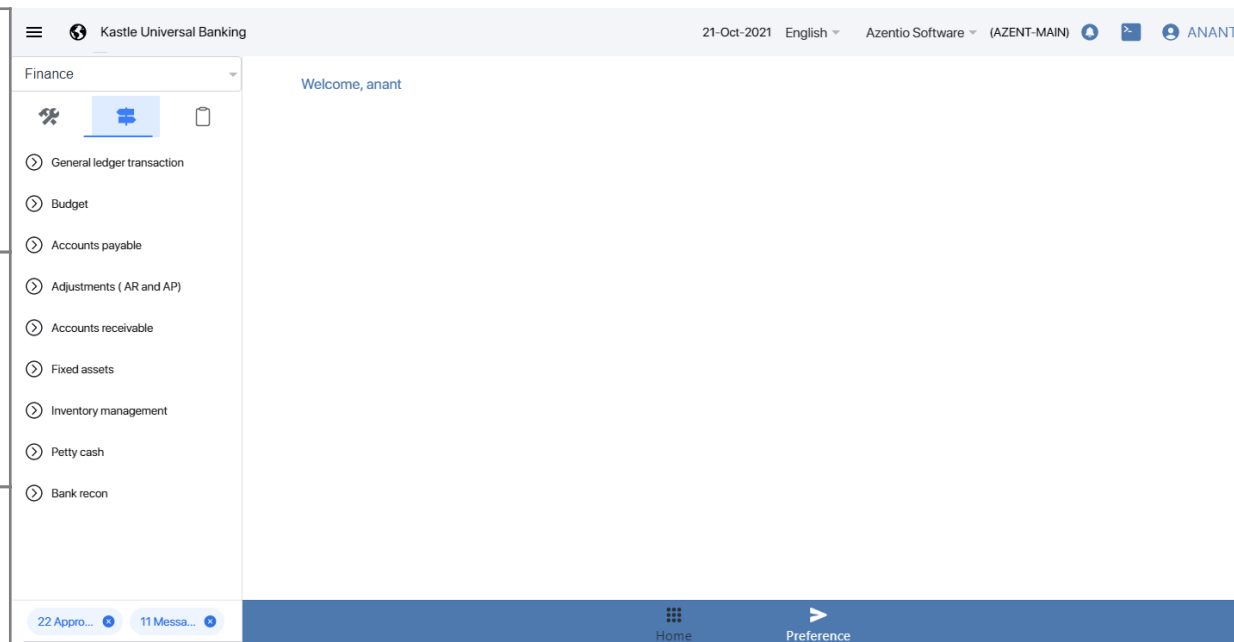 Kastle Universal Banking 21-Oct-2021 English Azentio Software (AZENT-MAIN) ANANT
Finance
Welcome, anant
General ledger transaction
Budget
Accounts payable
Adjustments ( AR and AP)
Accounts receivable
Fixed assets
Inventory management
Petty cash
Bank recon
22 Appro... 11 Messa...
Home Preference